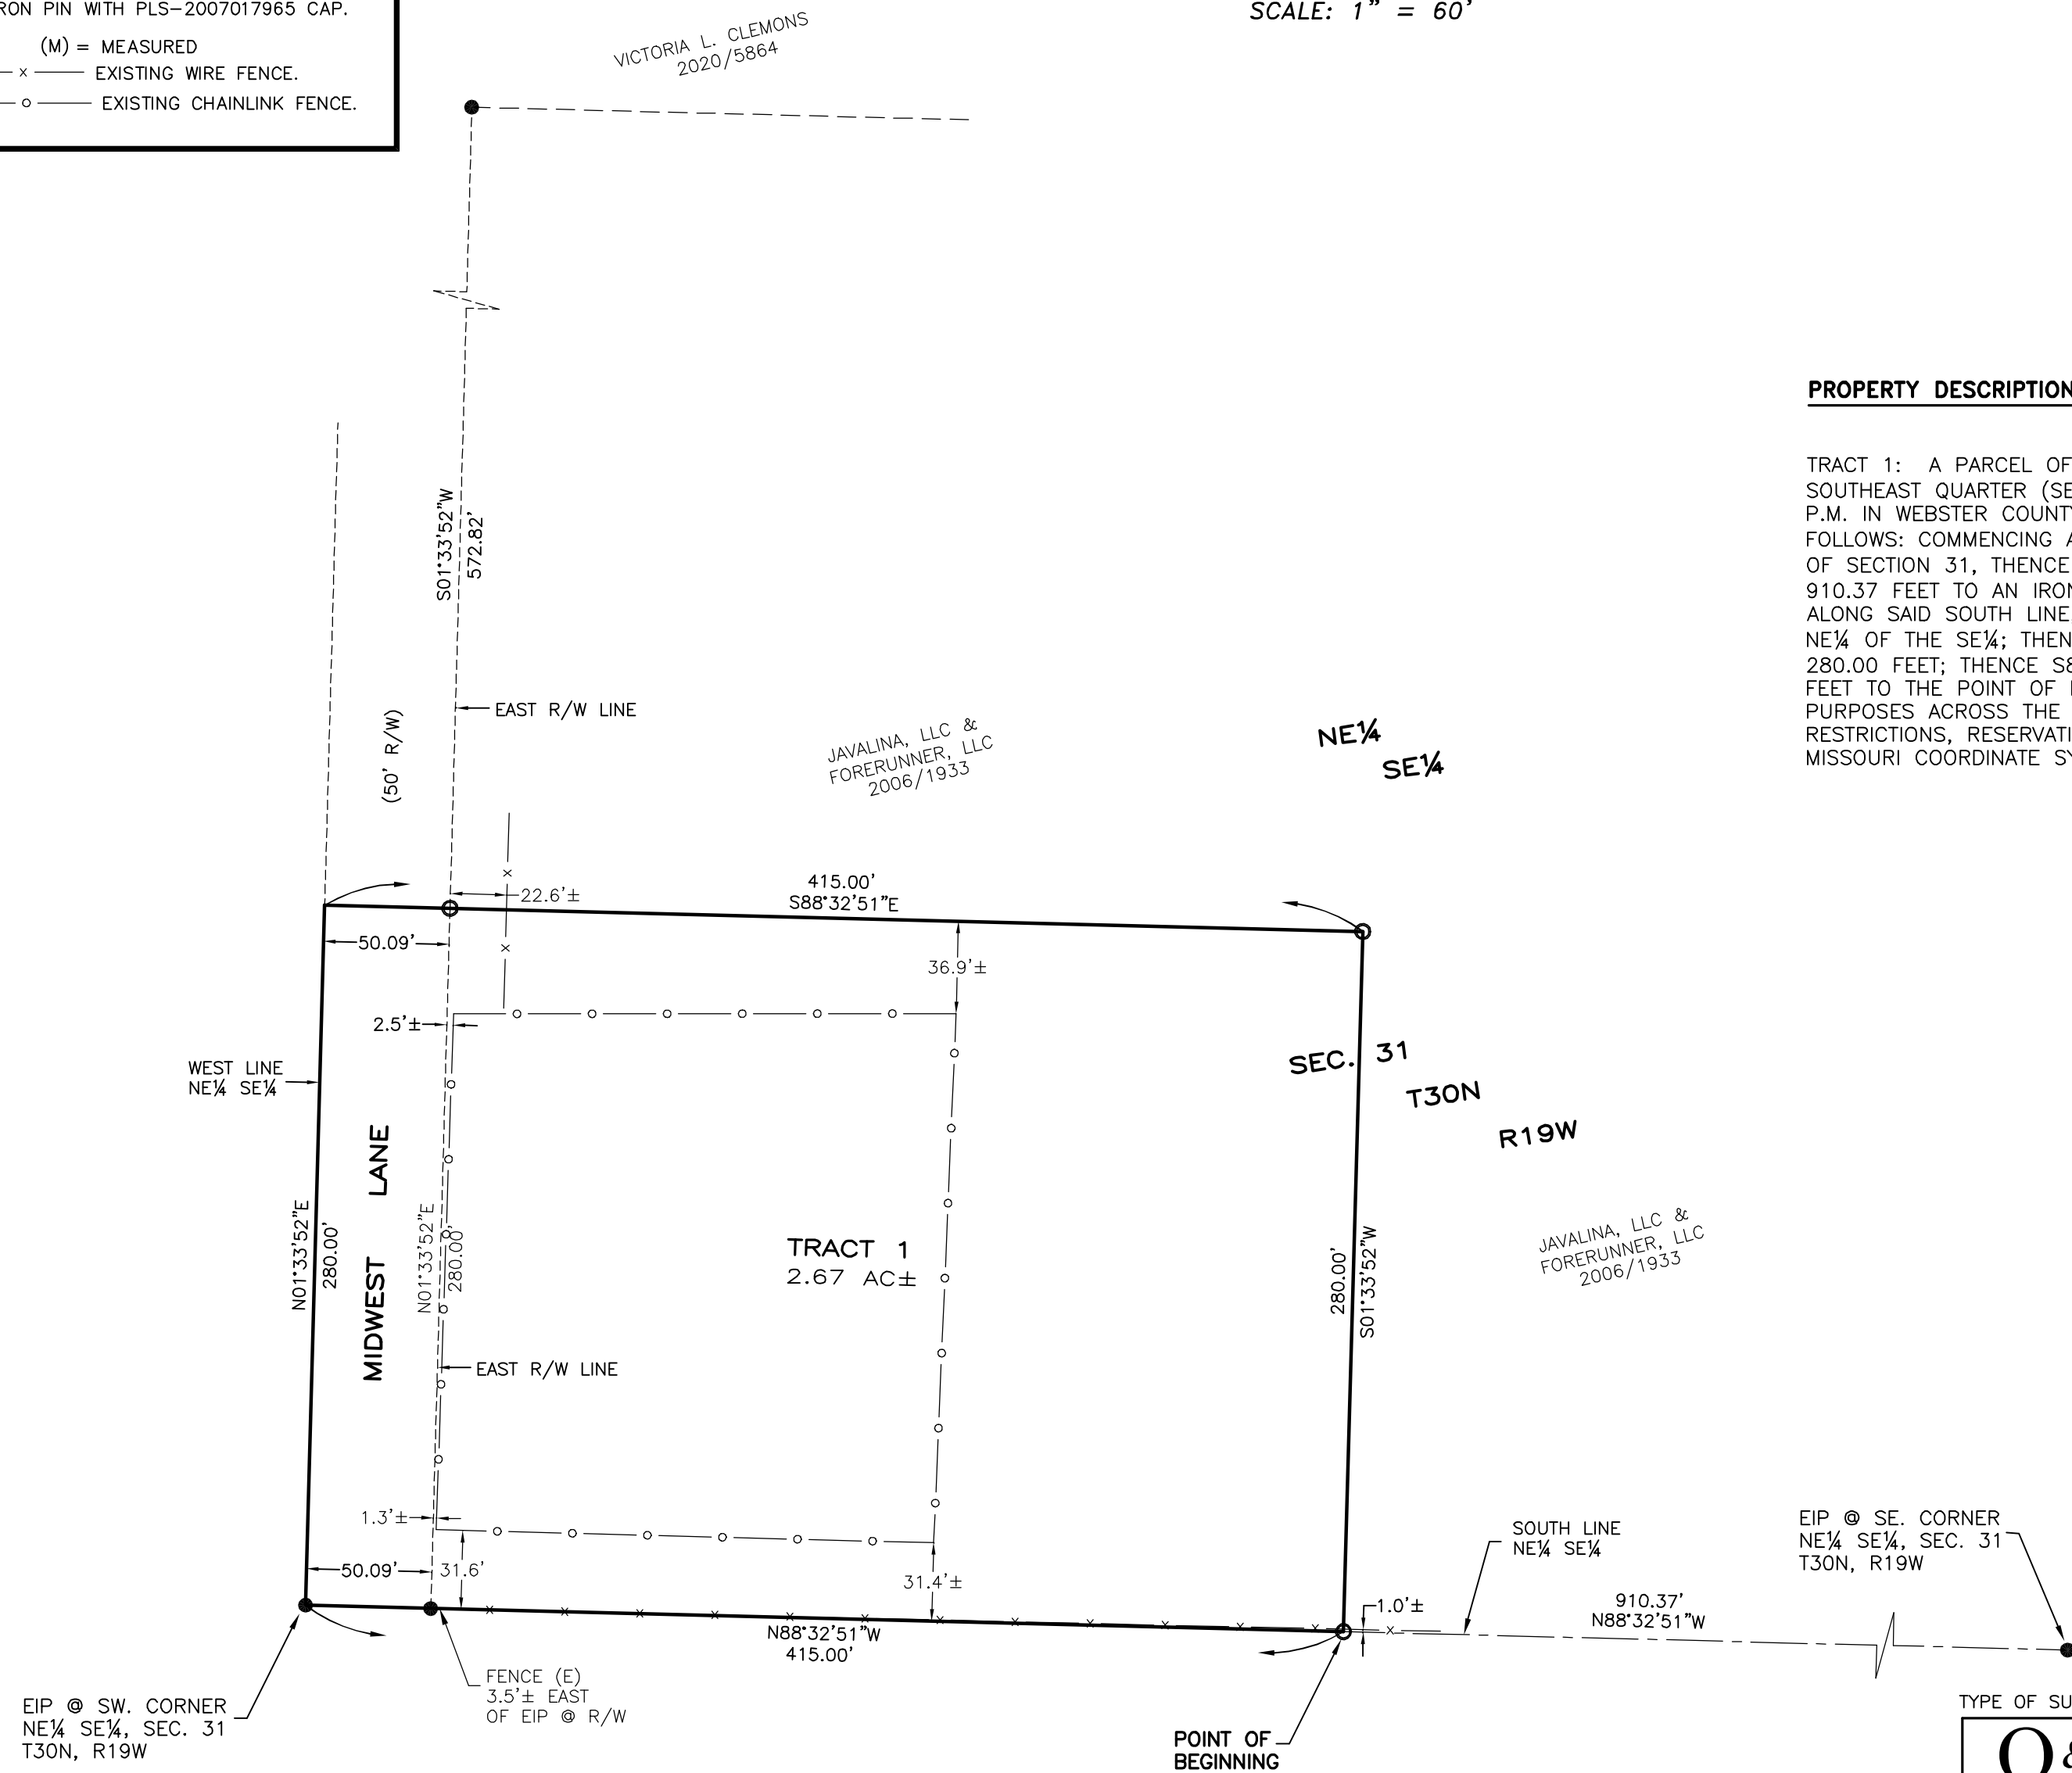 RON PIN WITH PLS-2007017965 CAP.
(M) = MEASURED
x EXISTING WIRE FENCE.
o EXISTING CHAINLINK FENCE.
VICTORIA L. CLEMONS
2020/5864
SCALE: 1" = 60'
S01°33'52"W
572.82'
EAST R/W LINE
(50' R/W)
JAVALINA, LLC &
FORERUNNER, LLC
2006/1933
NE¼
SE¼
PROPERTY DESCRIPTION
TRACT 1: A PARCEL OF
SOUTHEAST QUARTER (SE
P.M. IN WEBSTER COUNTY
FOLLOWS: COMMENCING A
OF SECTION 31, THENCE
910.37 FEET TO AN IRON
ALONG SAID SOUTH LINE
NE¼ OF THE SE¼; THEN
280.00 FEET; THENCE S8
FEET TO THE POINT OF
PURPOSES ACROSS THE
RESTRICTIONS, RESERVATI
MISSOURI COORDINATE SY
415.00'
S88°32'51"E
22.6'±
50.09'
36.9'±
2.5'±
WEST LINE
NE¼ SE¼
SEC. 31
T30N
R19W
MIDWEST LANE
N01°33'52"E
280.00'
N01°33'52"E
280.00'
TRACT 1
2.67 AC±
280.00'
S01°33'52"W
JAVALINA, LLC &
FORERUNNER, LLC
2006/1933
EAST R/W LINE
1.3'±
50.09'
31.6'
31.4'±
1.0'±
SOUTH LINE
NE¼ SE¼
EIP @ SE. CORNER
NE¼ SE¼, SEC. 31
T30N, R19W
910.37'
N88°32'51"W
N88°32'51"W
415.00'
FENCE (E)
3.5'± EAST
OF EIP @ R/W
EIP @ SW. CORNER
NE¼ SE¼, SEC. 31
T30N, R19W
POINT OF
BEGINNING
TYPE OF SU
O&